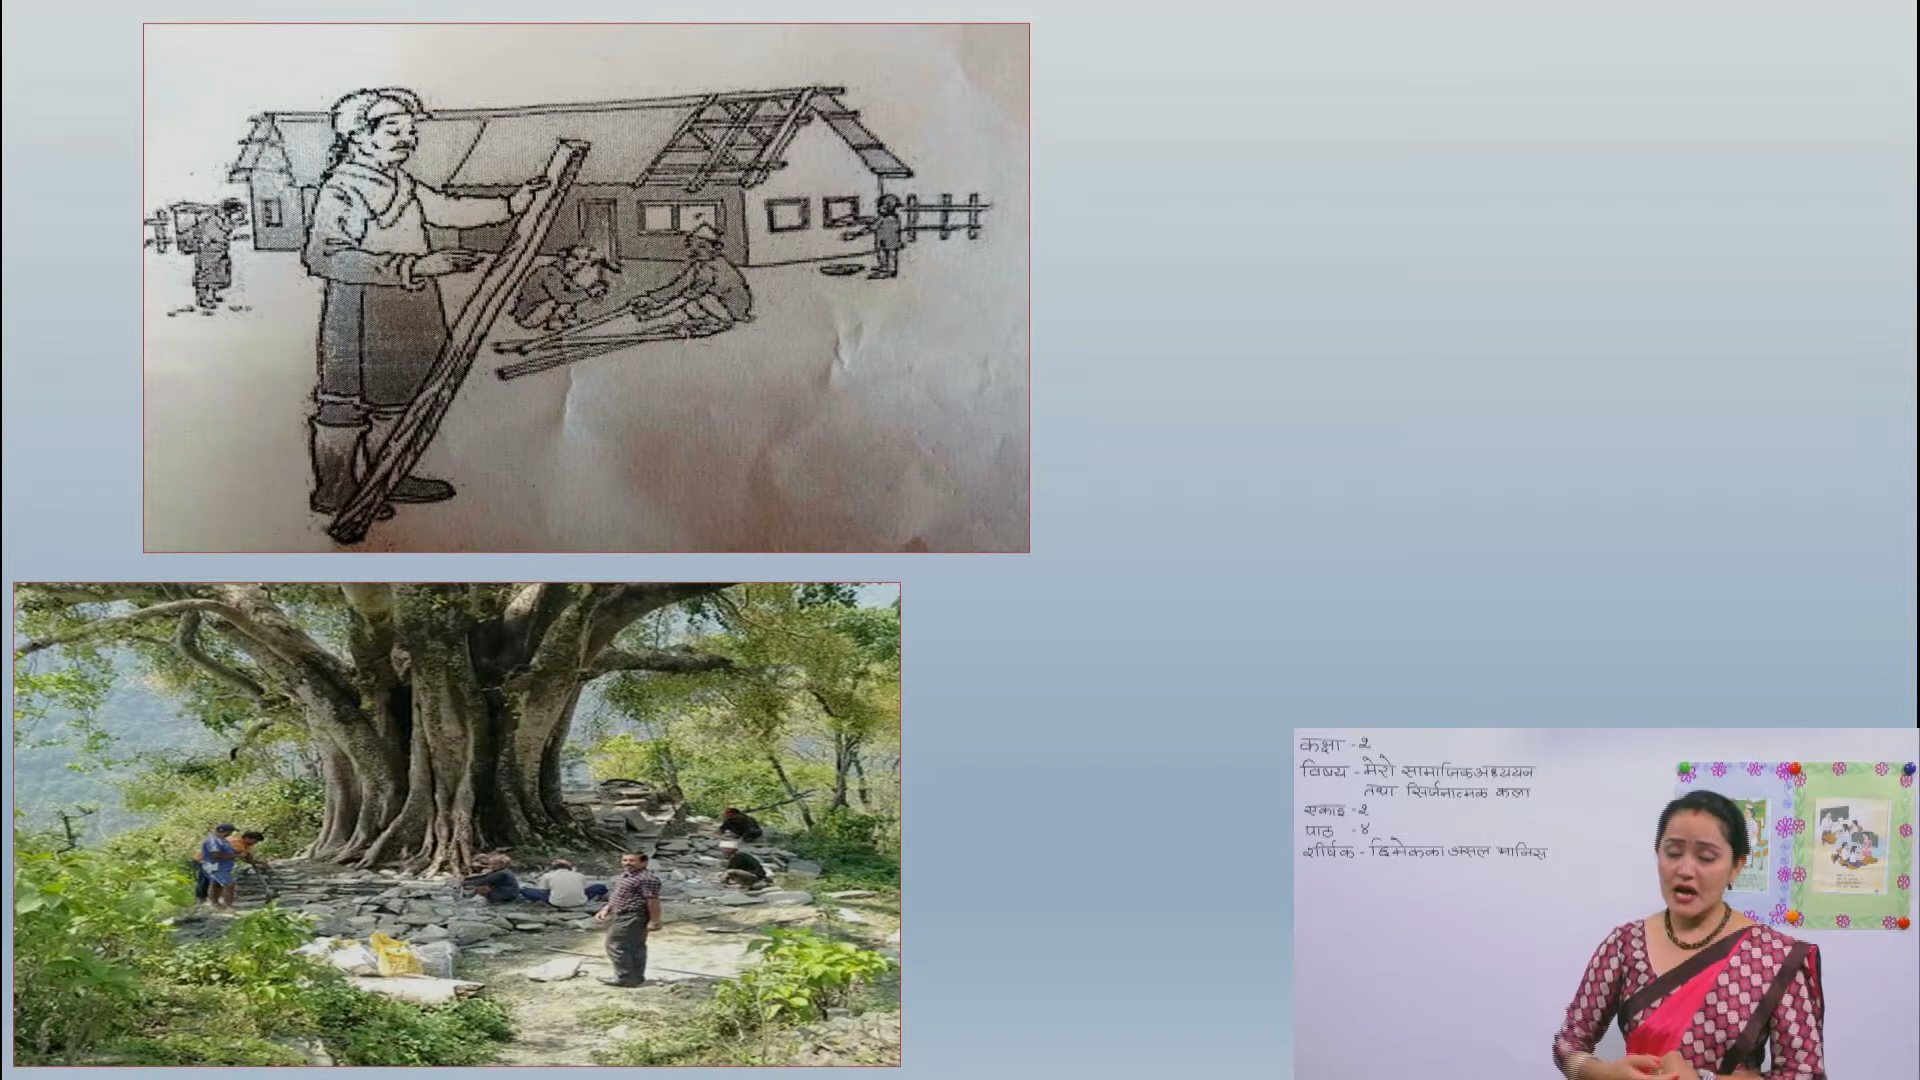 कक्षा - २
विषय - मेरो सामाजिक अध्ययन
तथा सिर्जनात्मक कला
एकाइ - २
पाठ - ४
शीर्षक - छिमेकका असल मानिस